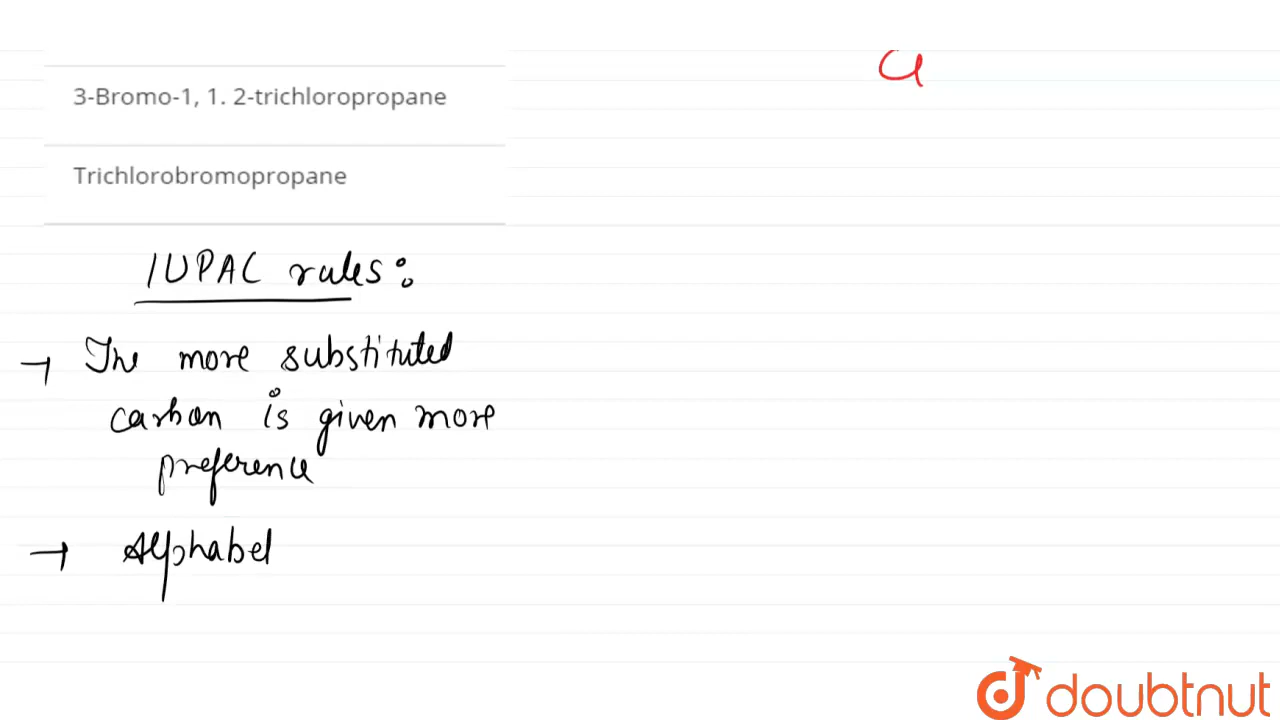 Cl
3-Bromo-1, 1. 2-trichloropropane
Trichlorobromopropane
IUPAC rules:
→ The more substituted
carbon is given more
preference
→ Alphabet
doubtnut